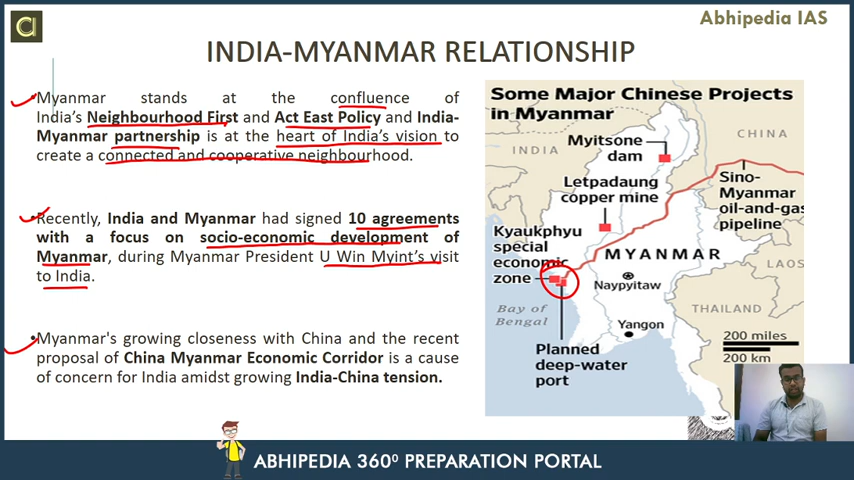 Abhipedia IAS
INDIA-MYANMAR RELATIONSHIP
•Myanmar stands at the confluence of
India's Neighbourhood First and Act East Policy and India-
Myanmar partnership is at the heart of India's vision to
create a connected and cooperative neighbourhood.
•Recently, India and Myanmar had signed 10 agreements
with a focus on socio-economic development of
Myanmar, during Myanmar President U Win Myint's visit
to India.
•Myanmar's growing closeness with China and the recent
proposal of China Myanmar Economic Corridor is a cause
of concern for India amidst growing India-China tension.
Some Major Chinese Projects
in Myanmar
INDIA
CHINA
Myitsone
dam
Letpadaung
copper mine
Sino-
Myanmar
oil-and-gas
pipeline
Kyaukphyu
special
economic
zone
MYANMAR
LAOS
Naypyitaw
Bay of
Bengal
THAILAND
Yangon
200 miles
200 km
Planned
deep-water
port
ABHIPEDIA 360⁰ PREPARATION PORTAL